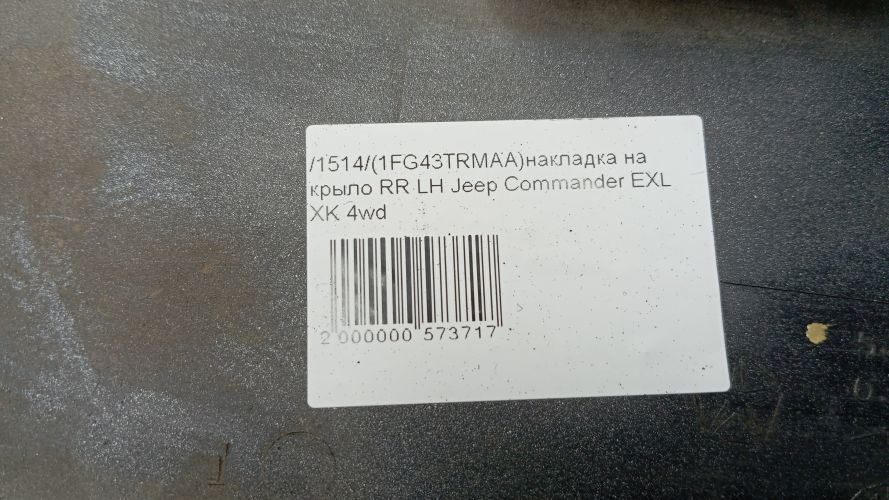 /1514/(1FG43TRMAA)накладка на
крыло RR LH Jeep Commander EXL
XK 4wd
2 000000 573717 >